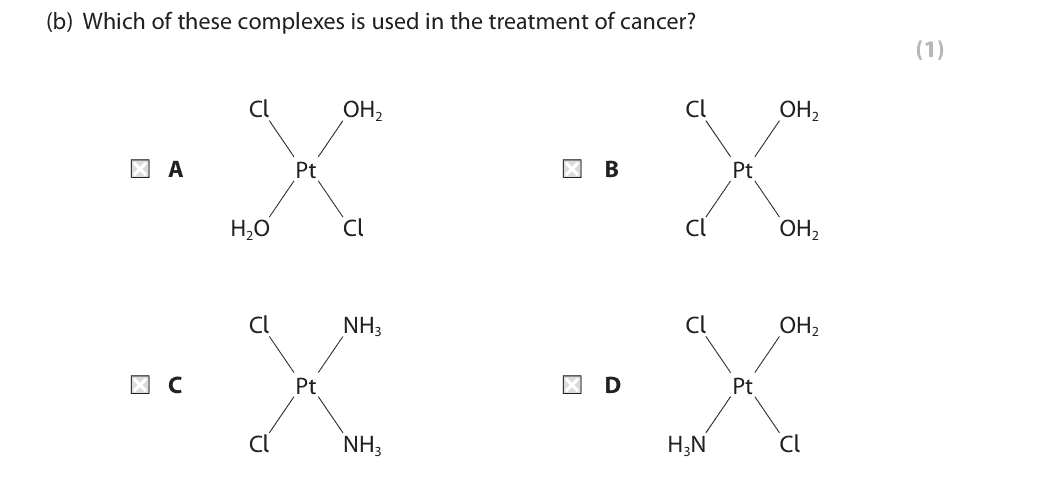 (b) Which of these complexes is used in the treatment of cancer?
(1)
Cl OH₂ Cl OH₂
A Pt B Pt
H₂O Cl Cl OH₂
Cl NH₃ Cl OH₂
C Pt D Pt
Cl NH₃ H₃N Cl